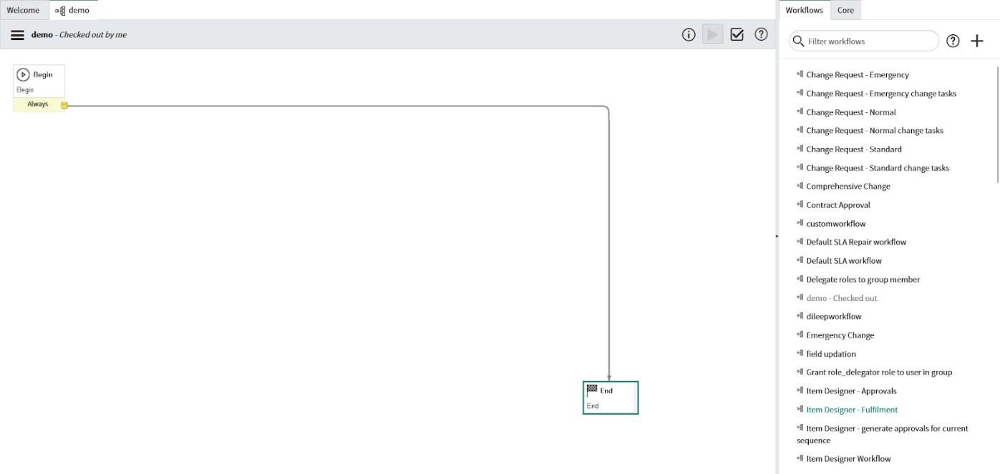 Welcome
demo
demo - Checked out by me
Begin
Begin
Always
End
End
Workflows
Core
Filter workflows
Change Request - Emergency
Change Request - Emergency change tasks
Change Request - Normal
Change Request - Normal change tasks
Change Request - Standard
Change Request - Standard change tasks
Comprehensive Change
Contract Approval
customworkflow
Default SLA Repair workflow
Default SLA workflow
Delegate roles to group member
demo - Checked out
dileepworkflow
Emergency Change
field updation
Grant role_delegator role to user in group
Item Designer - Approvals
Item Designer - Fulfilment
Item Designer - generate approvals for current
sequence
Item Designer Workflow